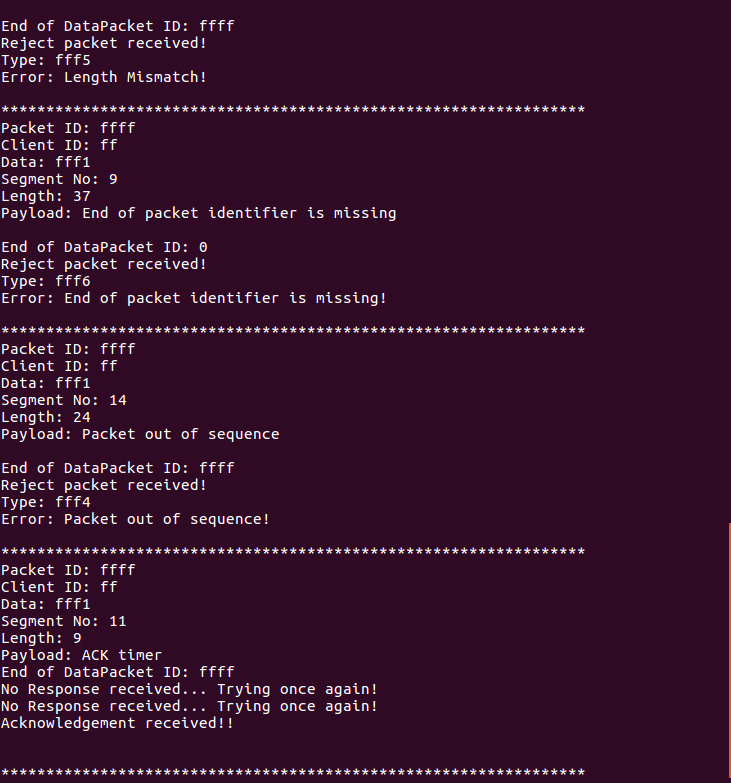 End of DataPacket ID: ffff
Reject packet received!
Type: fff5
Error: Length Mismatch!
*****************************************************************
Packet ID: ffff
Client ID: ff
Data: fff1
Segment No: 9
Length: 37
Payload: End of packet identifier is missing
End of DataPacket ID: 0
Reject packet received!
Type: fff6
Error: End of packet identifier is missing!
*****************************************************************
Packet ID: ffff
Client ID: ff
Data: fff1
Segment No: 14
Length: 24
Payload: Packet out of sequence
End of DataPacket ID: ffff
Reject packet received!
Type: fff4
Error: Packet out of sequence!
*****************************************************************
Packet ID: ffff
Client ID: ff
Data: fff1
Segment No: 11
Length: 9
Payload: ACK timer
End of DataPacket ID: ffff
No Response received... Trying once again!
No Response received... Trying once again!
Acknowledgement received!!
*****************************************************************